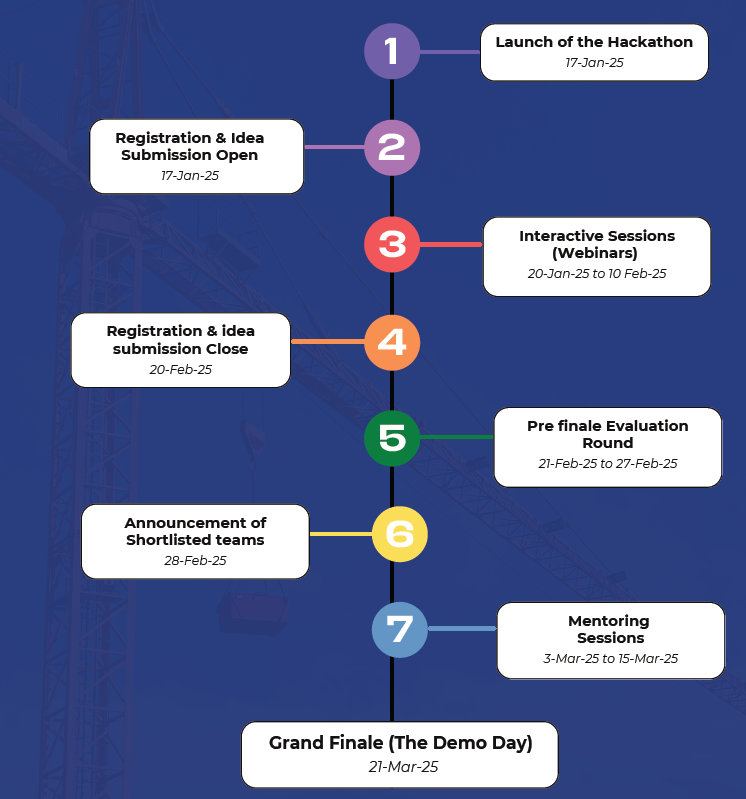 1
Launch of the Hackathon
17-Jan-25
Registration & Idea
Submission Open
17-Jan-25
2
3
Interactive Sessions
(Webinars)
20-Jan-25 to 10 Feb-25
Registration & idea
submission Close
20-Feb-25
4
5
Pre finale Evaluation
Round
21-Feb-25 to 27-Feb-25
Announcement of
Shortlisted teams
28-Feb-25
6
7
Mentoring
Sessions
3-Mar-25 to 15-Mar-25
Grand Finale (The Demo Day)
21-Mar-25